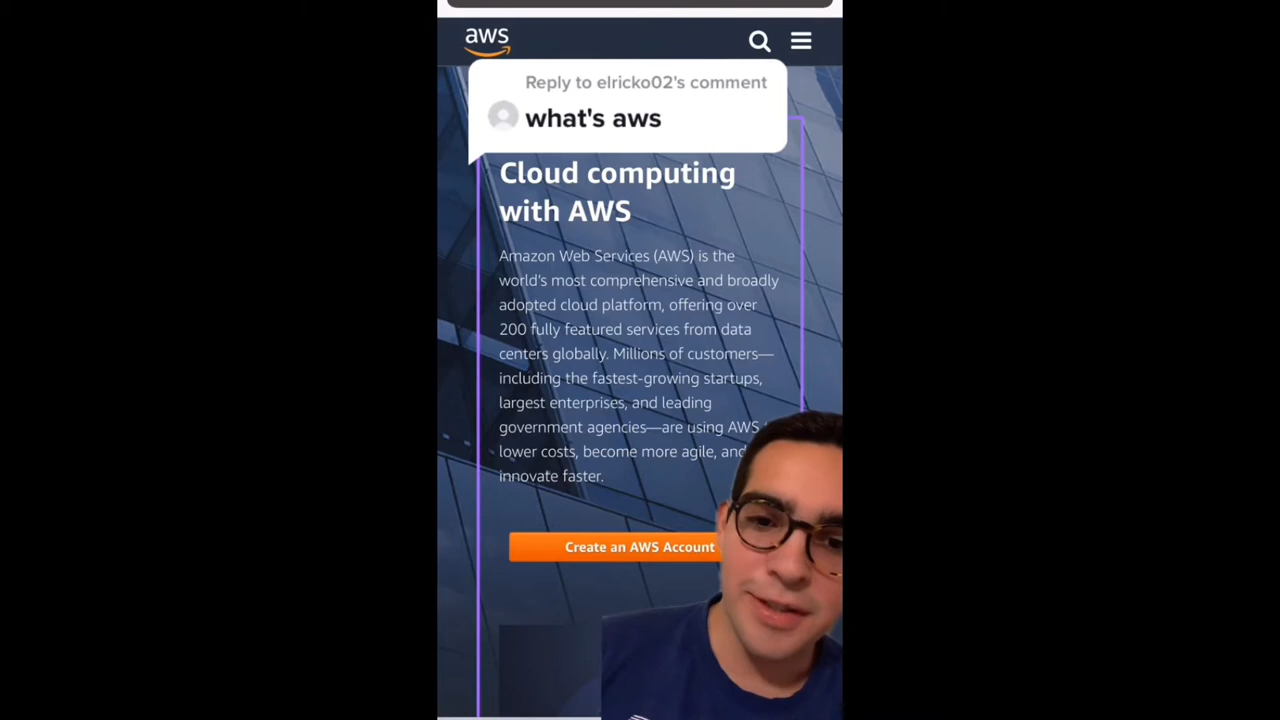 aws
Reply to elricko02's comment
what's aws
Cloud computing
with AWS
Amazon Web Services (AWS) is the
world's most comprehensive and broadly
adopted cloud platform, offering over
200 fully featured services from data
centers globally. Millions of customers—
including the fastest-growing startups,
largest enterprises, and leading
government agencies—are using AWS
lower costs, become more agile, and
innovate faster.
Create an AWS Account